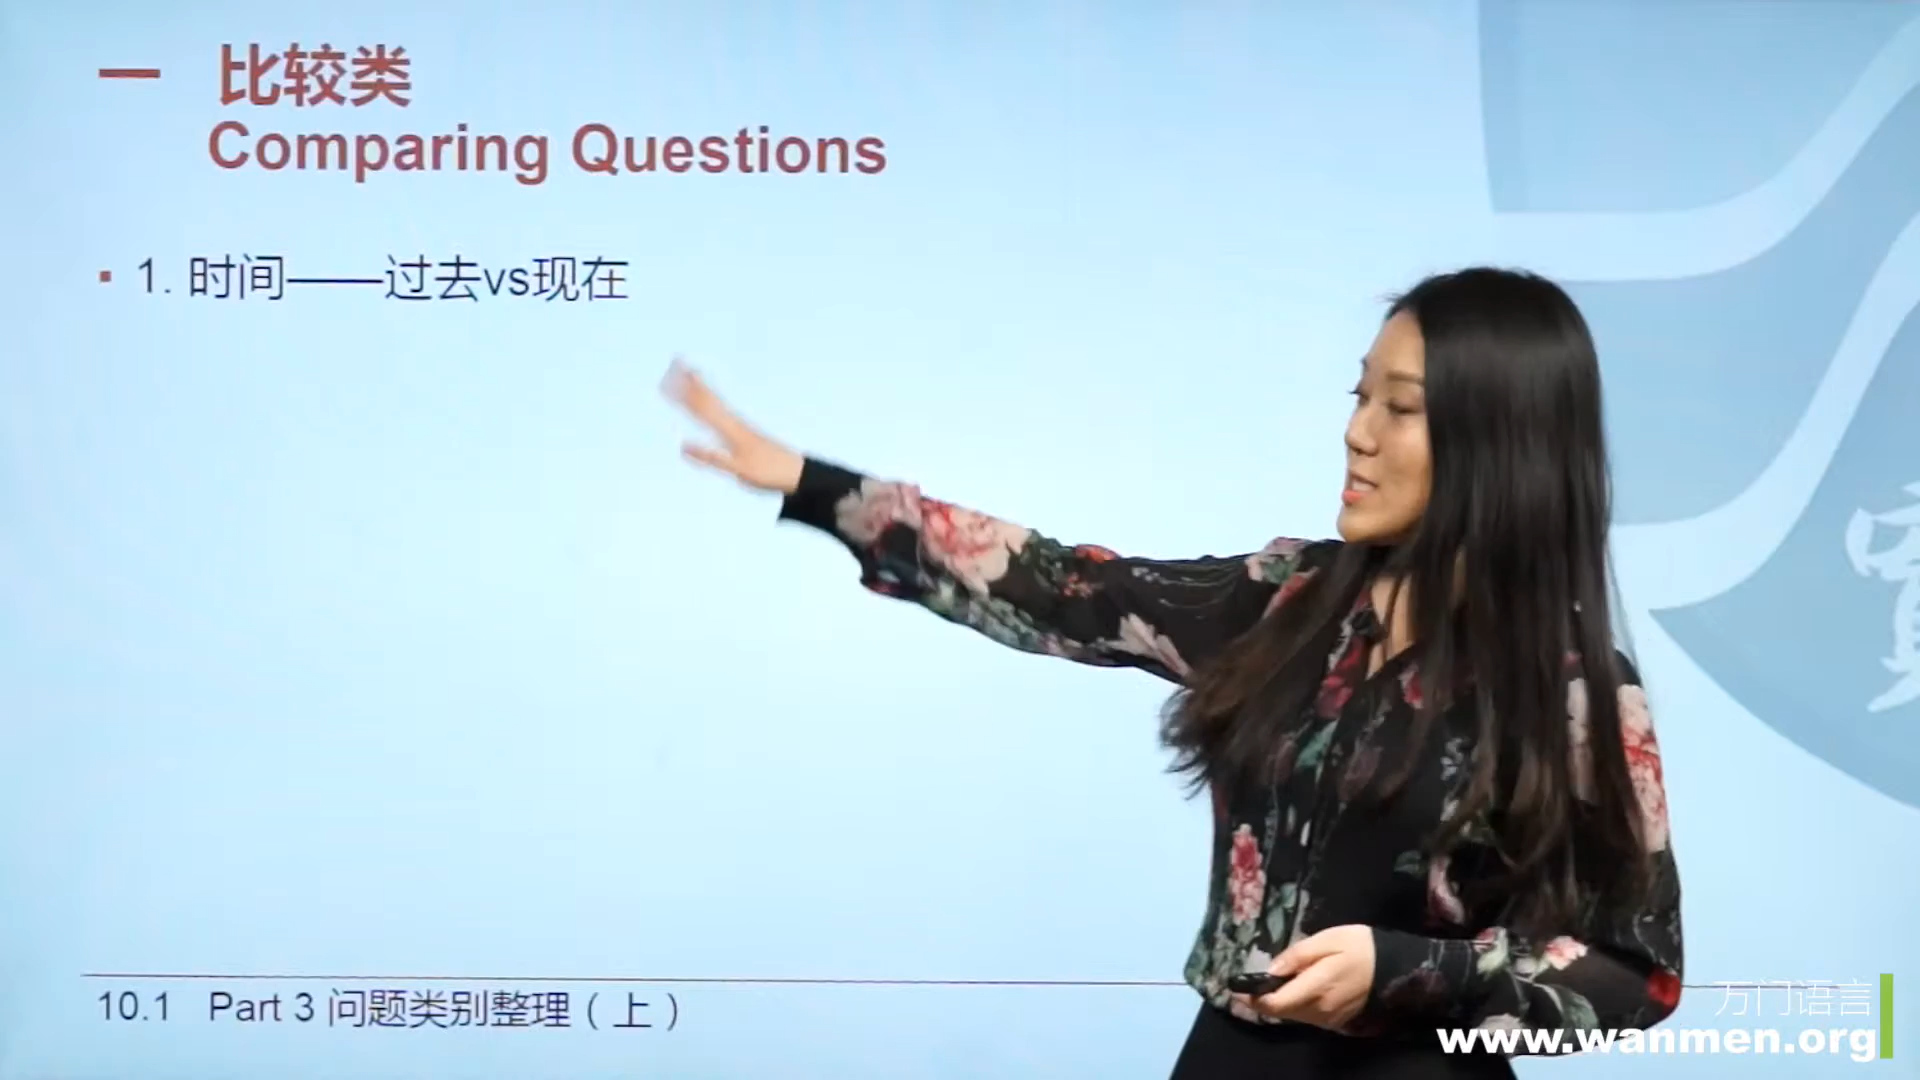 一 比较类
Comparing Questions
1. 时间——过去vs现在
10.1 Part 3 问题类别整理（上）
万门语言
www.wanmen.org